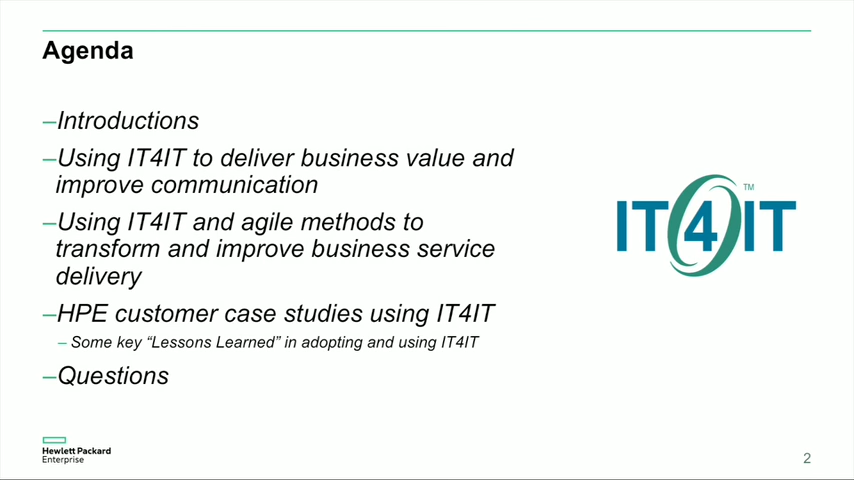 Agenda
–Introductions
–Using IT4IT to deliver business value and
improve communication
–Using IT4IT and agile methods to
transform and improve business service
delivery
–HPE customer case studies using IT4IT
– Some key “Lessons Learned” in adopting and using IT4IT
–Questions
IT4IT™
Hewlett Packard
Enterprise
2